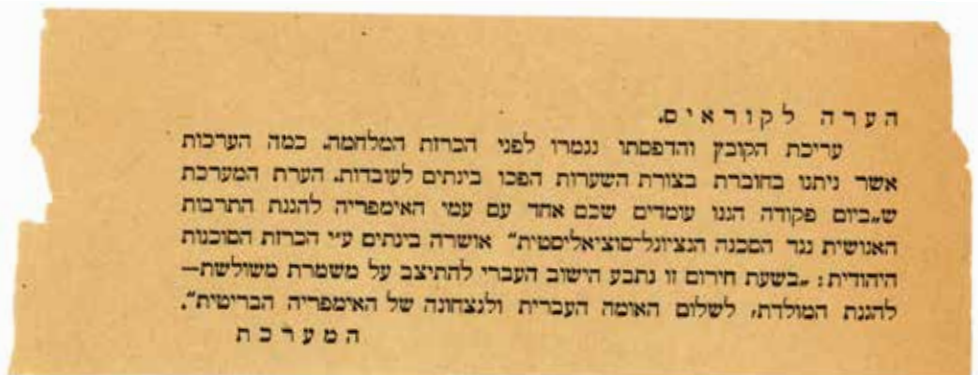 הערה לקוראים.
עריכת הקובץ והדפסתו נגמרו לפני הכרזת המלחמה. כמה הערכות
אשר ניתנו בחוברת בצורת השערות הפכו בינתים לעובדות. הערת המערכת
ש„ביום פקודה הננו עומדים שכם אחד עם עמי האימפריה להגנת התרבות
האנושית נגד הסכנה הנציונל־סוציאליסטית“ אושרה בינתים ע״י הכרזת הסוכנות
היהודית: „בשעת חירום זו נתבע הישוב העברי להתיצב על משמרת משולשת—
להגנת המולדת, לשלום האומה העברית ולנצחונה של האימפריה הבריטית“.
המערכת